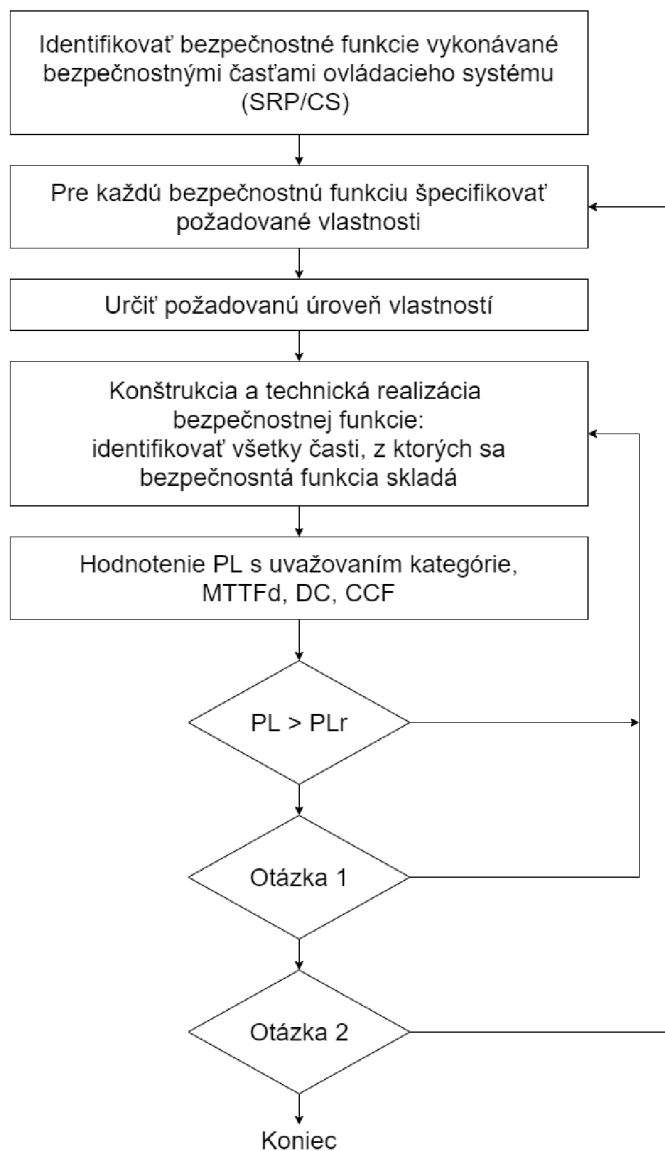 Identifikovať bezpečnostné funkcie vykonávané
bezpečnostnými časťami ovládacieho systému
(SRP/CS)
Pre každú bezpečnostnú funkciu špecifikovať
požadované vlastnosti
Určiť požadovanú úroveň vlastností
Konštrukcia a technická realizácia
bezpečnostnej funkcie:
identifikovať všetky časti, z ktorých sa
bezpečnosntá funkcia skladá
Hodnotenie PL s uvažovaním kategórie,
MTTFd, DC, CCF
PL > PLr
Otázka 1
Otázka 2
Koniec